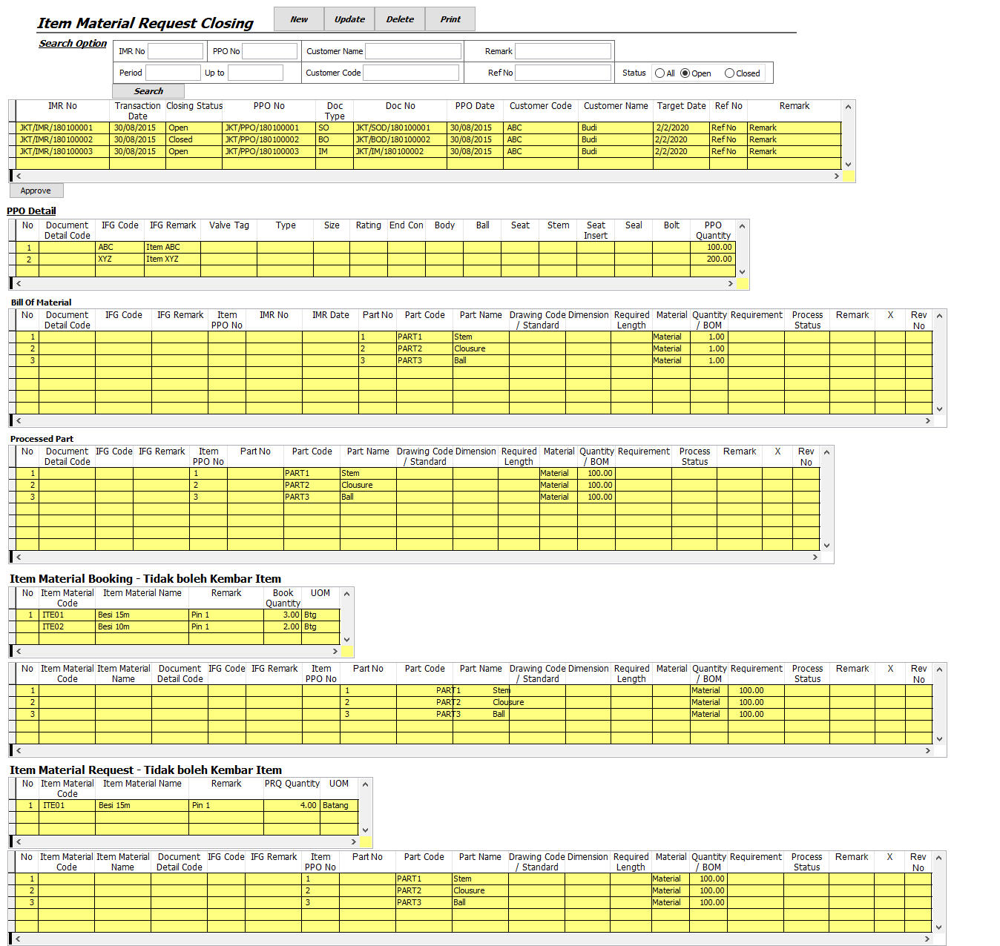 Item Material Request Closing
New Update Delete Print
Search Option
IMR No PPO No Customer Name Remark
Period Up to Customer Code Ref No Status All Open Closed
Search
IMR No Transaction Date Closing Status PPO No Doc Type Doc No PPO Date Customer Code Customer Name Target Date Ref No Remark
JKT/IMR/180100001 30/08/2015 Open JKT/PPO/180100001 SO JKT/SOD/180100001 30/08/2015 ABC Budi 2/2/2020 Ref No Remark
JKT/IMR/180100002 30/08/2015 Closed JKT/PPO/180100002 BO JKT/BOD/180100002 30/08/2015 ABC Budi 2/2/2020 Ref No Remark
JKT/IMR/180100003 30/08/2015 Open JKT/PPO/180100003 IM JKT/IM/180100002 30/08/2015 ABC Budi 2/2/2020 Ref No Remark
Approve
PPO Detail
No Document Detail Code IFG Code IFG Remark Valve Tag Type Size Rating End Con Body Ball Seat Stem Seat Insert Seal Bolt PPO Quantity
1 ABC Item ABC 100.00
2 XYZ Item XYZ 200.00
Bill Of Material
No Document Detail Code IFG Code IFG Remark Item PPO No IMR No IMR Date Part No Part Code Part Name Drawing Code / Standard Dimension Required Length Material Quantity / BOM Requirement Process Status Remark X Rev No
1 1 PART1 Stem Material 1.00
2 2 PART2 Clousure Material 1.00
3 3 PART3 Ball Material 1.00
Processed Part
No Document Detail Code IFG Code IFG Remark Item PPO No Part No Part Code Part Name Drawing Code / Standard Dimension Required Length Material Quantity / BOM Requirement Process Status Remark X Rev No
1 1 PART1 Stem Material 100.00
2 2 PART2 Clousure Material 100.00
3 3 PART3 Ball Material 100.00
Item Material Booking - Tidak boleh Kembar Item
No Item Material Code Item Material Name Remark Book Quantity UOM
1 ITE01 Besi 15m Pin 1 3.00 Btg
ITE02 Besi 10m Pin 1 2.00 Btg
No Item Material Code Item Material Name Document Detail Code IFG Code IFG Remark Item PPO No Part No Part Code Part Name Drawing Code / Standard Dimension Required Length Material Quantity / BOM Requirement Process Status Remark X Rev No
1 1 PART1 Stem Material 100.00
2 2 PART2 Clousure Material 100.00
3 3 PART3 Ball Material 100.00
Item Material Request - Tidak boleh Kembar Item
No Item Material Code Item Material Name Remark PRQ Quantity UOM
1 ITE01 Besi 15m Pin 1 4.00 Batang
No Item Material Code Item Material Name Document Detail Code IFG Code IFG Remark Item PPO No Part No Part Code Part Name Drawing Code / Standard Dimension Required Length Material Quantity / BOM Requirement Process Status Remark X Rev No
1 1 PART1 Stem Material 100.00
2 2 PART2 Clousure Material 100.00
3 3 PART3 Ball Material 100.00